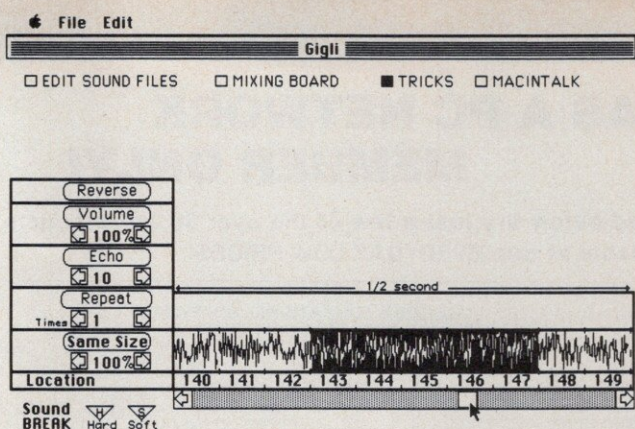 File Edit
Gigli
EDIT SOUND FILES MIXING BOARD TRICKS MACINTALK
Reverse
Volume
100%
Echo
10
1/2 second
Repeat
Times 1
Same Size
100%
Location 140 141 142 143 144 145 146 147 148 149
Sound
BREAK H Hard S Soft